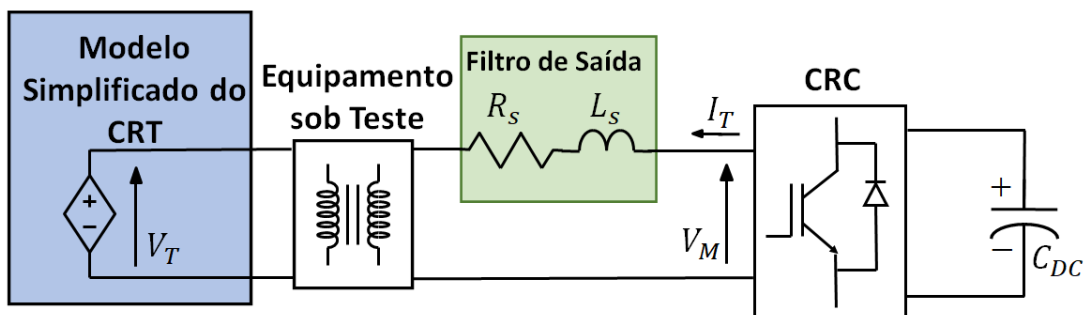 Modelo
Simplificado do
CRT
+
−
V_T
Equipamento
sob Teste
Filtro de Saída
R_s
L_s
I_T
V_M
CRC
+
−
C_DC